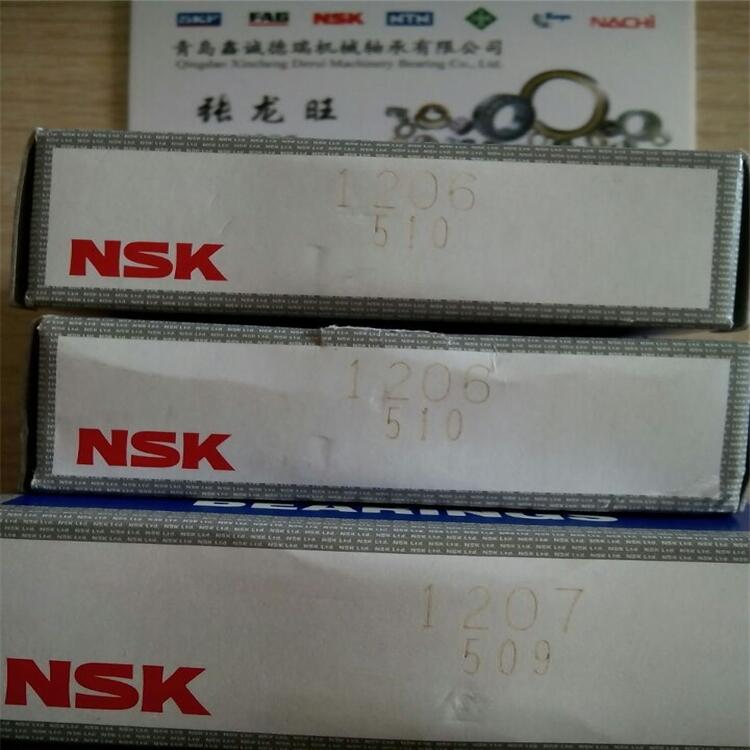 SKF FAG NSK NTN Koyo NACHI
青岛鑫诚德瑞机械轴承有限公司
Qingdao Xincheng Derui Machinery Bearing Co., Ltd.
张龙旺
1206
510
NSK
1206
510
NSK
BEARINGS
1207
509
NSK